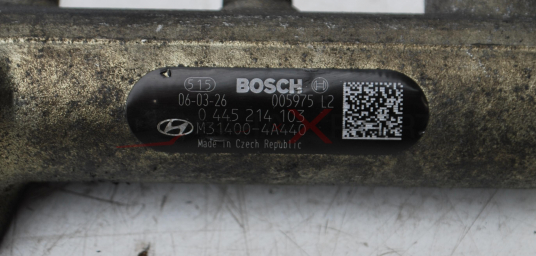 515 BOSCH
06-03-26 005975 L2
0 445 214 103
M31400-4A440
Made in Czech Republic